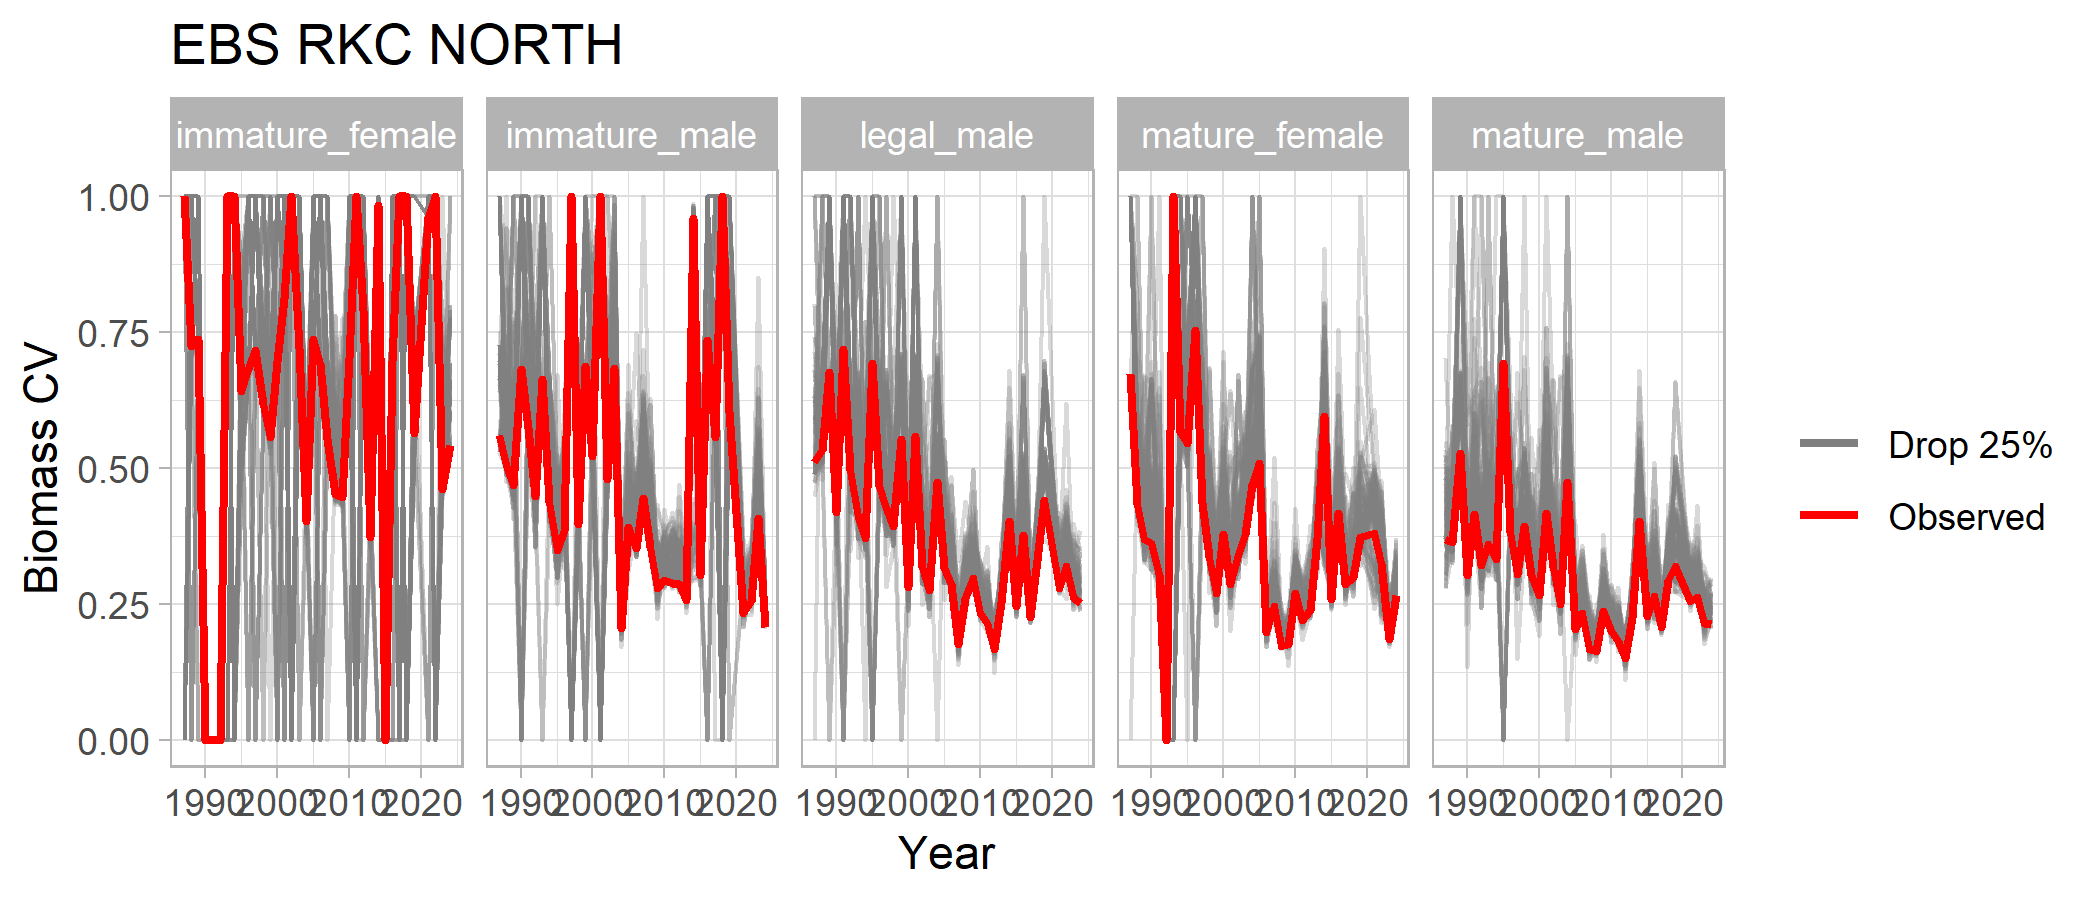 EBS RKC NORTH
immature_female immature_male legal_male mature_female mature_male
1.00
0.75
0.50
0.25
0.00
Biomass CV
1990 2000 2010 2020 1990 2000 2010 2020 1990 2000 2010 2020 1990 2000 2010 2020 1990 2000 2010 2020
Year
Drop 25%
Observed